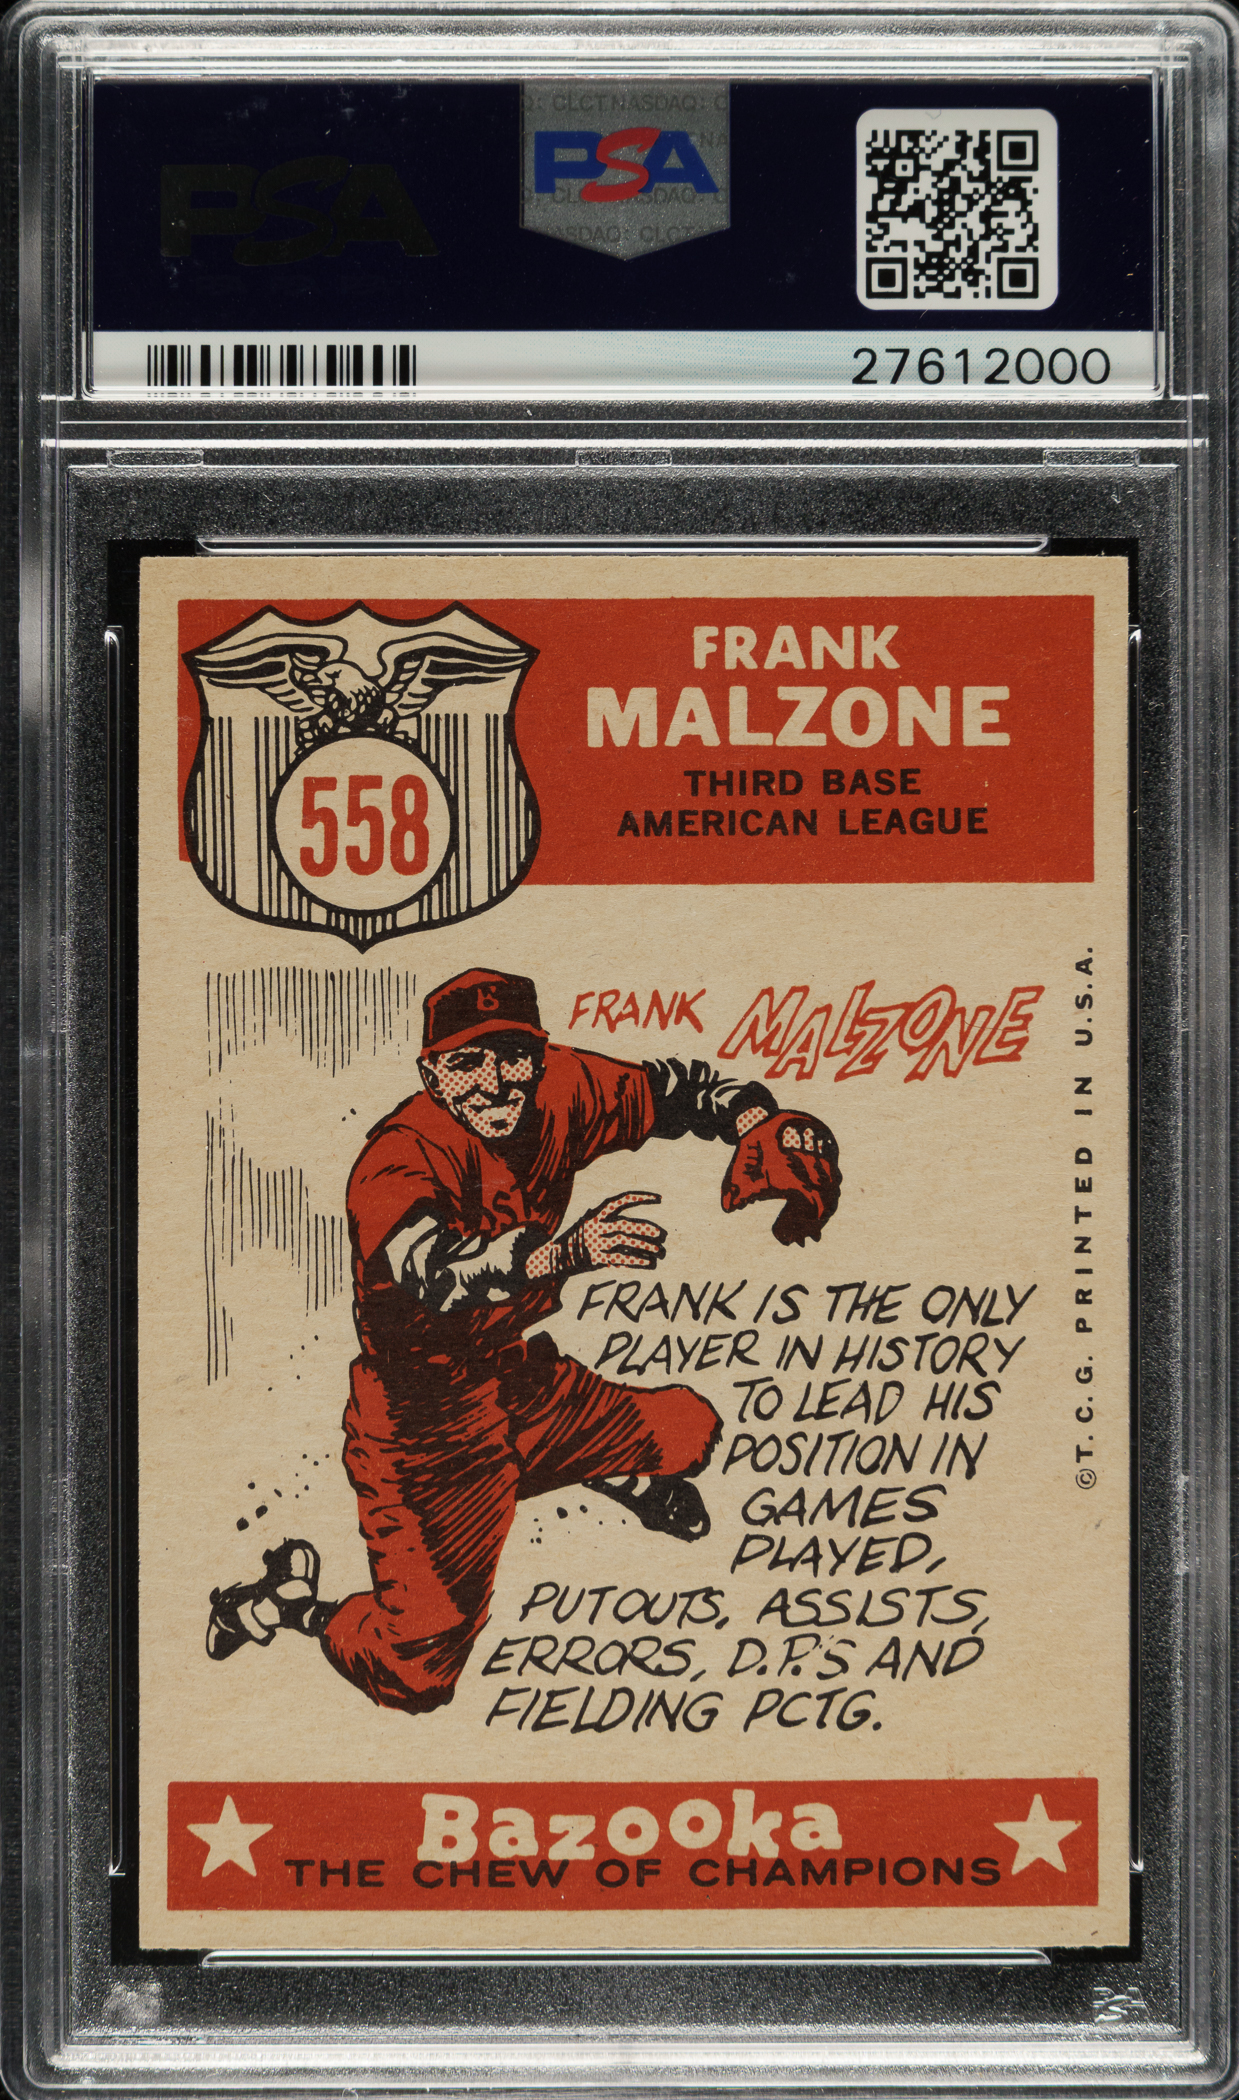 PSA
PSA
27612000
558
FRANK
MALZONE
THIRD BASE
AMERICAN LEAGUE
B
FRANK MALZONE
FRANK IS THE ONLY
PLAYER IN HISTORY
TO LEAD HIS
POSITION IN
GAMES
PLAYED,
PUTOUTS, ASSISTS,
ERRORS, D.P.'S AND
FIELDING PCTG.
©T.C.G. PRINTED IN U.S.A.
Bazooka
THE CHEW OF CHAMPIONS